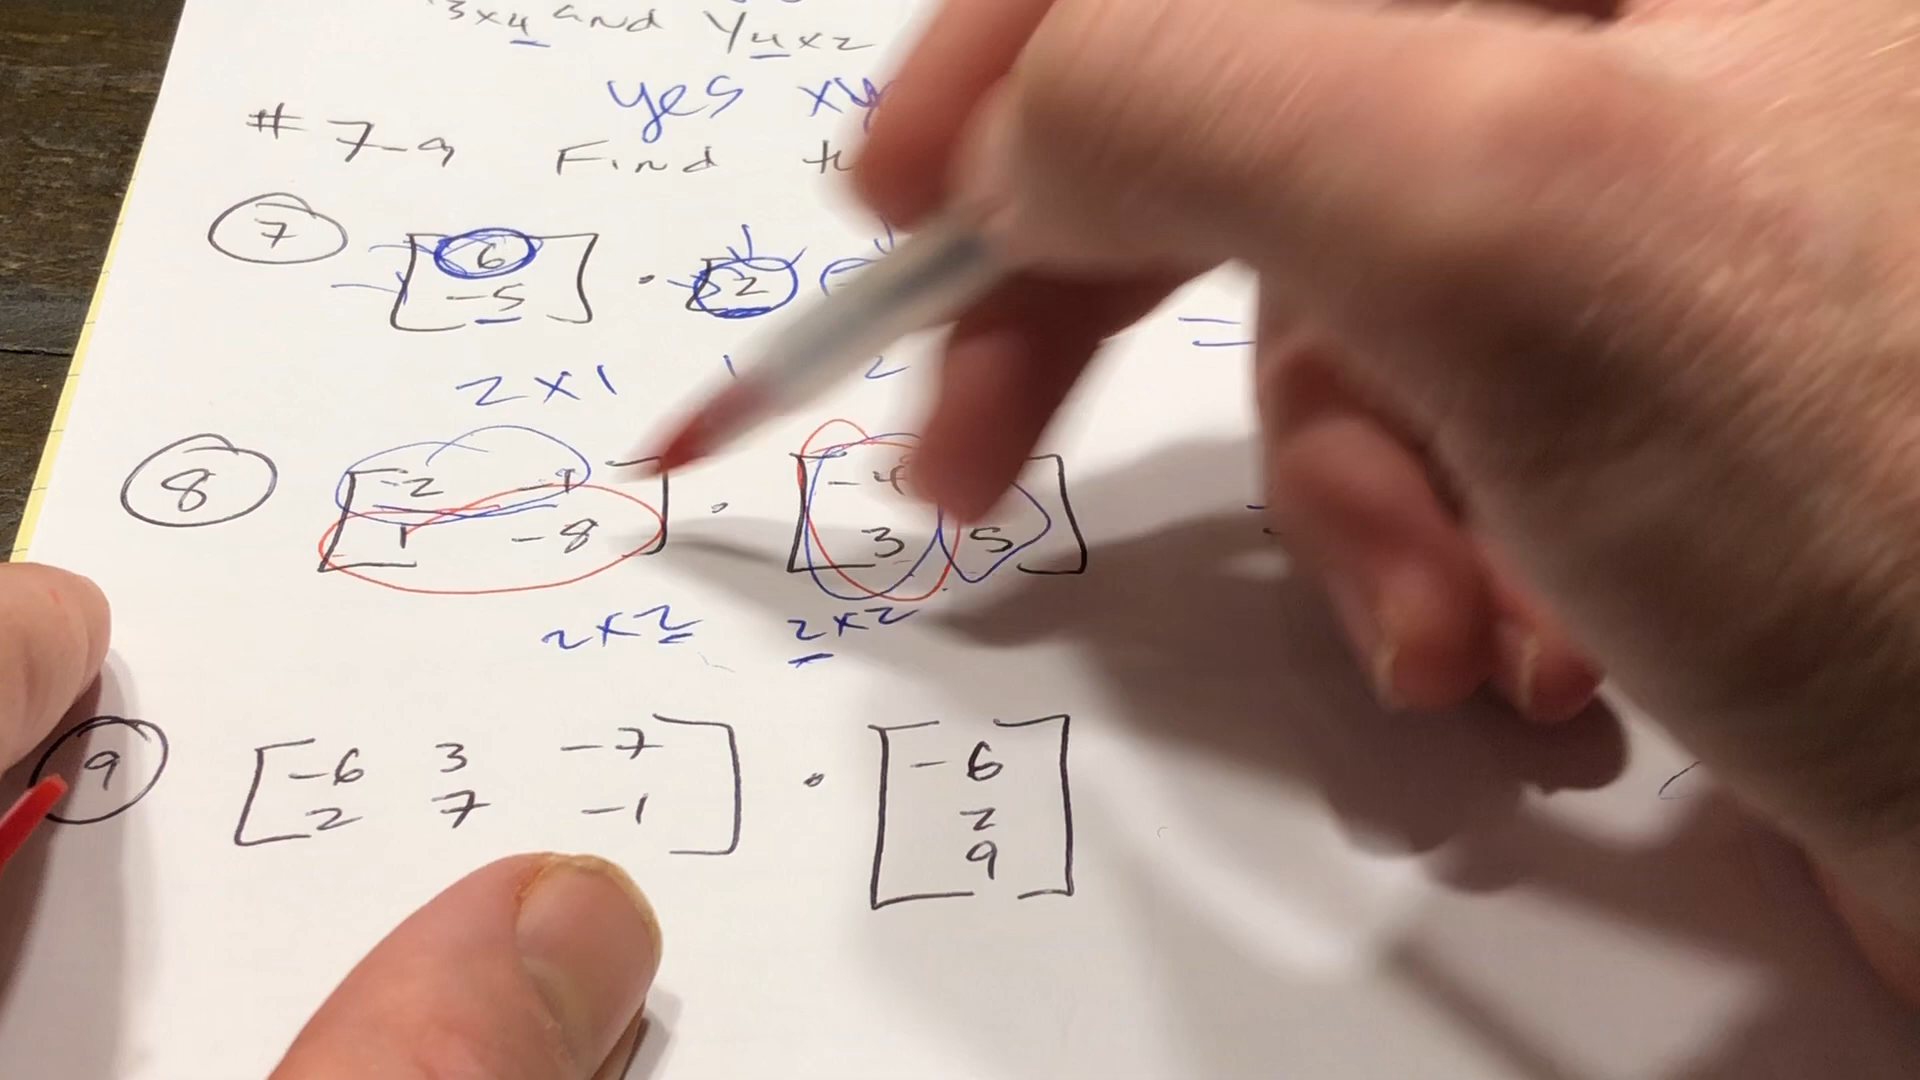 3x4 and Y4x2
yes xy
#7-9 Find
7 [6 · [2
-5]
=
2x1 1 2
8 [-2 · [-4
1 -8] 3 5]
2x2 2x2
9 [-6 3 -7 · [-6
2 7 -1] 2
9]